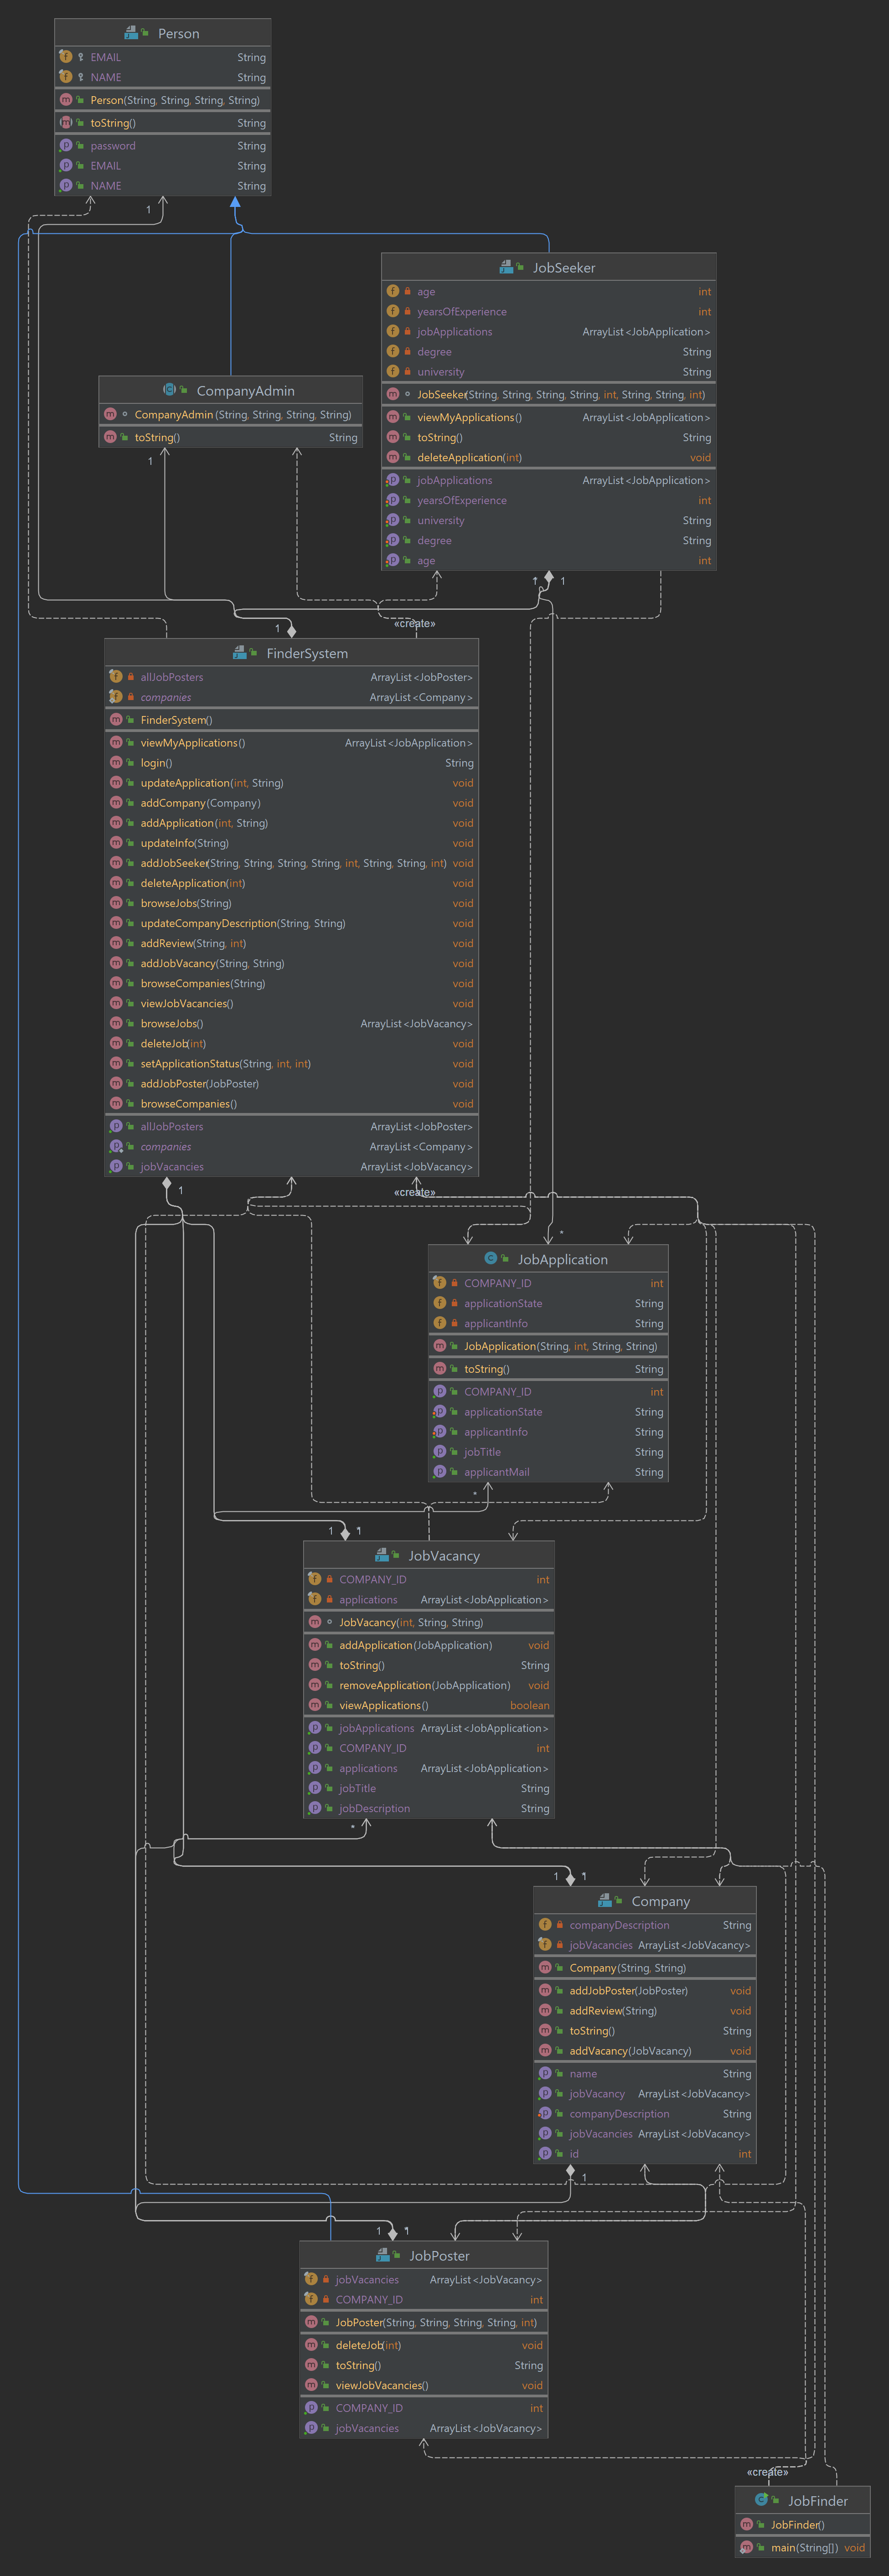 Person
EMAIL String
NAME String
Person(String, String, String, String)
toString() String
password String
EMAIL String
NAME String
1
JobSeeker
age int
yearsOfExperience int
jobApplications ArrayList<JobApplication>
degree String
university String
JobSeeker(String, String, String, String, int, String, String, int)
viewMyApplications() ArrayList<JobApplication>
toString() String
deleteApplication(int) void
jobApplications ArrayList<JobApplication>
yearsOfExperience int
university String
degree String
age int
CompanyAdmin
CompanyAdmin(String, String, String, String)
toString() String
1
1 1
«create»
1
FinderSystem
allJobPosters ArrayList<JobPoster>
companies ArrayList<Company>
FinderSystem()
viewMyApplications() ArrayList<JobApplication>
login() String
updateApplication(int, String) void
addCompany(Company) void
addApplication(int, String) void
updateInfo(String) void
addJobSeeker(String, String, String, String, int, String, String, int) void
deleteApplication(int) void
browseJobs(String) void
updateCompanyDescription(String, String) void
addReview(String, int) void
addJobVacancy(String, String) void
browseCompanies(String) void
viewJobVacancies() void
browseJobs() ArrayList<JobVacancy>
deleteJob(int) void
setApplicationStatus(String, int, int) void
addJobPoster(JobPoster) void
browseCompanies() void
allJobPosters ArrayList<JobPoster>
companies ArrayList<Company>
jobVacancies ArrayList<JobVacancy>
1
«create»
*
JobApplication
COMPANY_ID int
applicationState String
applicantInfo String
JobApplication(String, int, String, String)
toString() String
COMPANY_ID int
applicationState String
applicantInfo String
jobTitle String
applicantMail String
*
1
JobVacancy
COMPANY_ID int
applications ArrayList<JobApplication>
JobVacancy(int, String, String)
addApplication(JobApplication) void
toString() String
removeApplication(JobApplication) void
viewApplications() boolean
jobApplications ArrayList<JobApplication>
COMPANY_ID int
applications ArrayList<JobApplication>
jobTitle String
jobDescription String
*
1
Company
companyDescription String
jobVacancies ArrayList<JobVacancy>
Company(String, String)
addJobPoster(JobPoster) void
addReview(String) void
toString() String
addVacancy(JobVacancy) void
name String
jobVacancy ArrayList<JobVacancy>
companyDescription String
jobVacancies ArrayList<JobVacancy>
id int
1
1
JobPoster
jobVacancies ArrayList<JobVacancy>
COMPANY_ID int
JobPoster(String, String, String, String, int)
deleteJob(int) void
toString() String
viewJobVacancies() void
COMPANY_ID int
jobVacancies ArrayList<JobVacancy>
«create»
JobFinder
JobFinder()
main(String[]) void